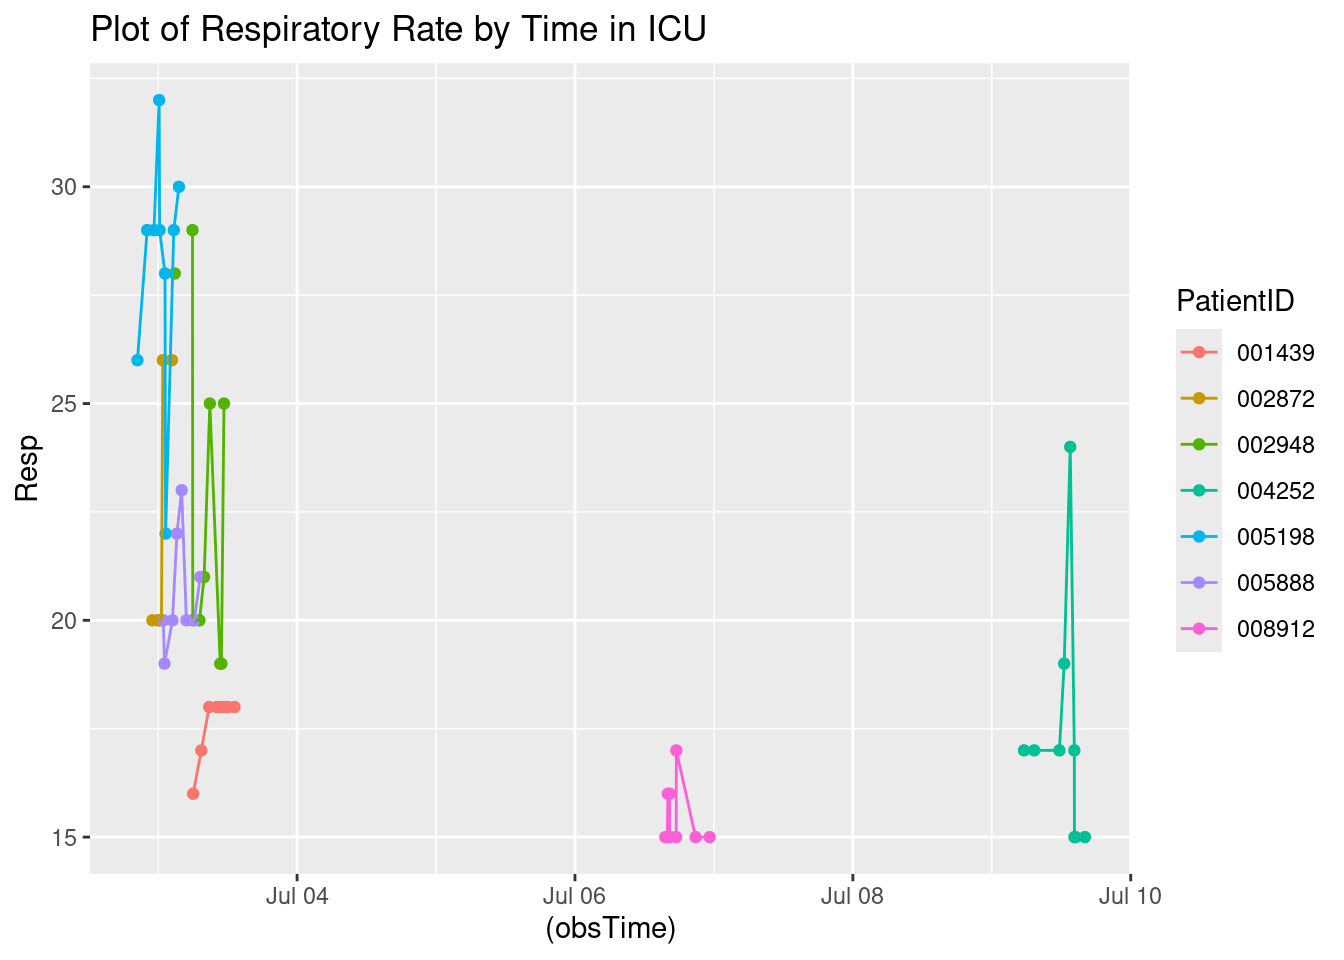 Plot of Respiratory Rate by Time in ICU
Resp
30
25
20
15
Jul 04
Jul 06
Jul 08
Jul 10
(obsTime)
PatientID
001439
002872
002948
004252
005198
005888
008912